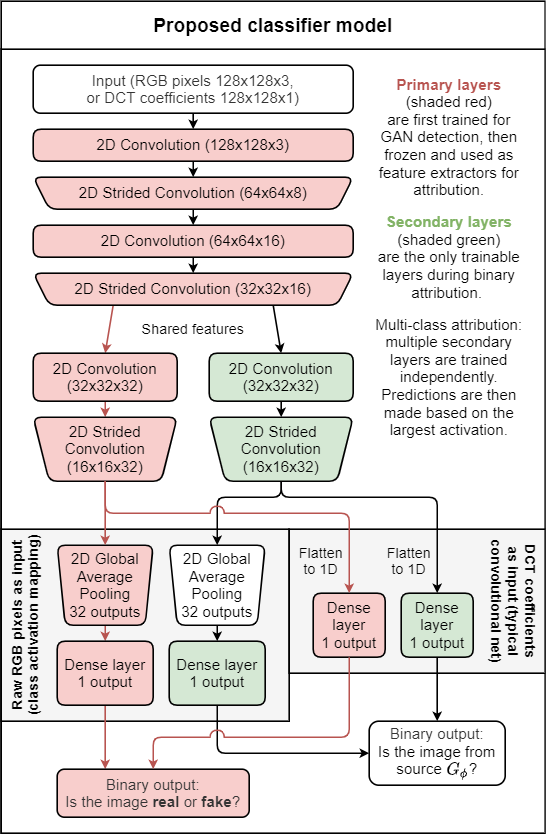 Proposed classifier model
Input (RGB pixels 128x128x3,
or DCT coefficients 128x128x1)
2D Convolution (128x128x3)
2D Strided Convolution (64x64x8)
2D Convolution (64x64x16)
2D Strided Convolution (32x32x16)
Primary layers
(shaded red)
are first trained for
GAN detection, then
frozen and used as
feature extractors for
attribution.
Secondary layers
(shaded green)
are the only trainable
layers during binary
attribution.
Multi-class attribution:
multiple secondary
layers are trained
independently.
Predictions are then
made based on the
largest activation.
Shared features
2D Convolution
(32x32x32)
2D Convolution
(32x32x32)
2D Strided
Convolution
(16x16x32)
2D Strided
Convolution
(16x16x32)
Raw RGB pixels as input
(class activation mapping)
2D Global
Average
Pooling
32 outputs
2D Global
Average
Pooling
32 outputs
Dense layer
1 output
Dense layer
1 output
Flatten
to 1D
Flatten
to 1D
Dense
layer
1 output
Dense
layer
1 output
DCT coefficients
as input (typical
convolutional net)
Binary output:
Is the image from
source G_ϕ?
Binary output:
Is the image real or fake?